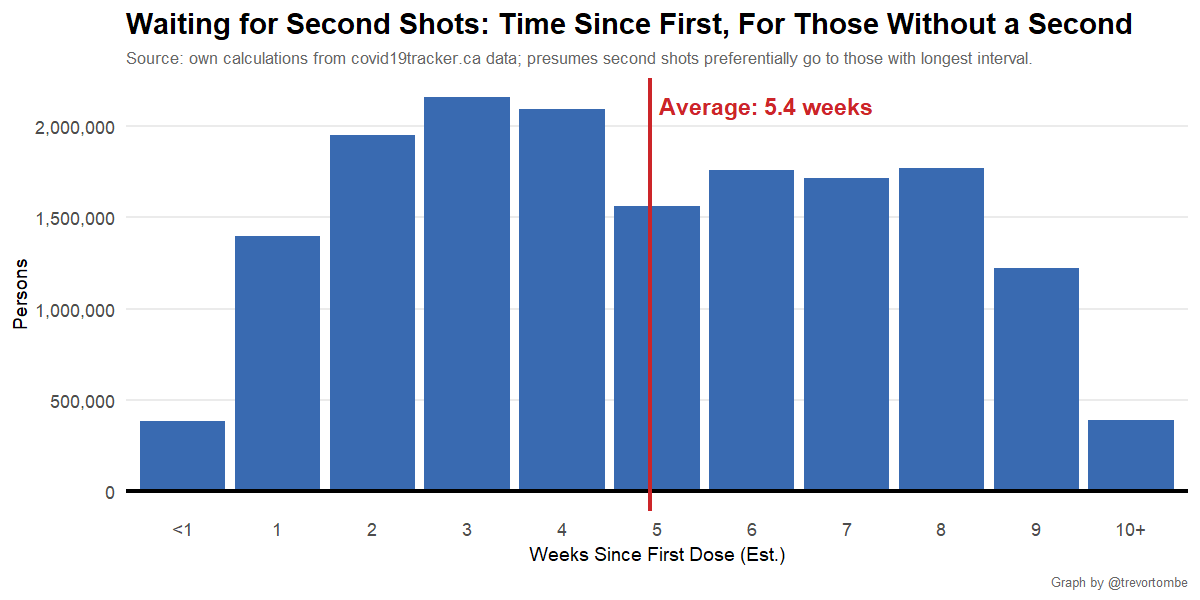 Waiting for Second Shots: Time Since First, For Those Without a Second
Source: own calculations from covid19tracker.ca data; presumes second shots preferentially go to those with longest interval.
Average: 5.4 weeks
2,000,000
1,500,000
1,000,000
500,000
0
Persons
<1 1 2 3 4 5 6 7 8 9 10+
Weeks Since First Dose (Est.)
Graph by @trevortombe